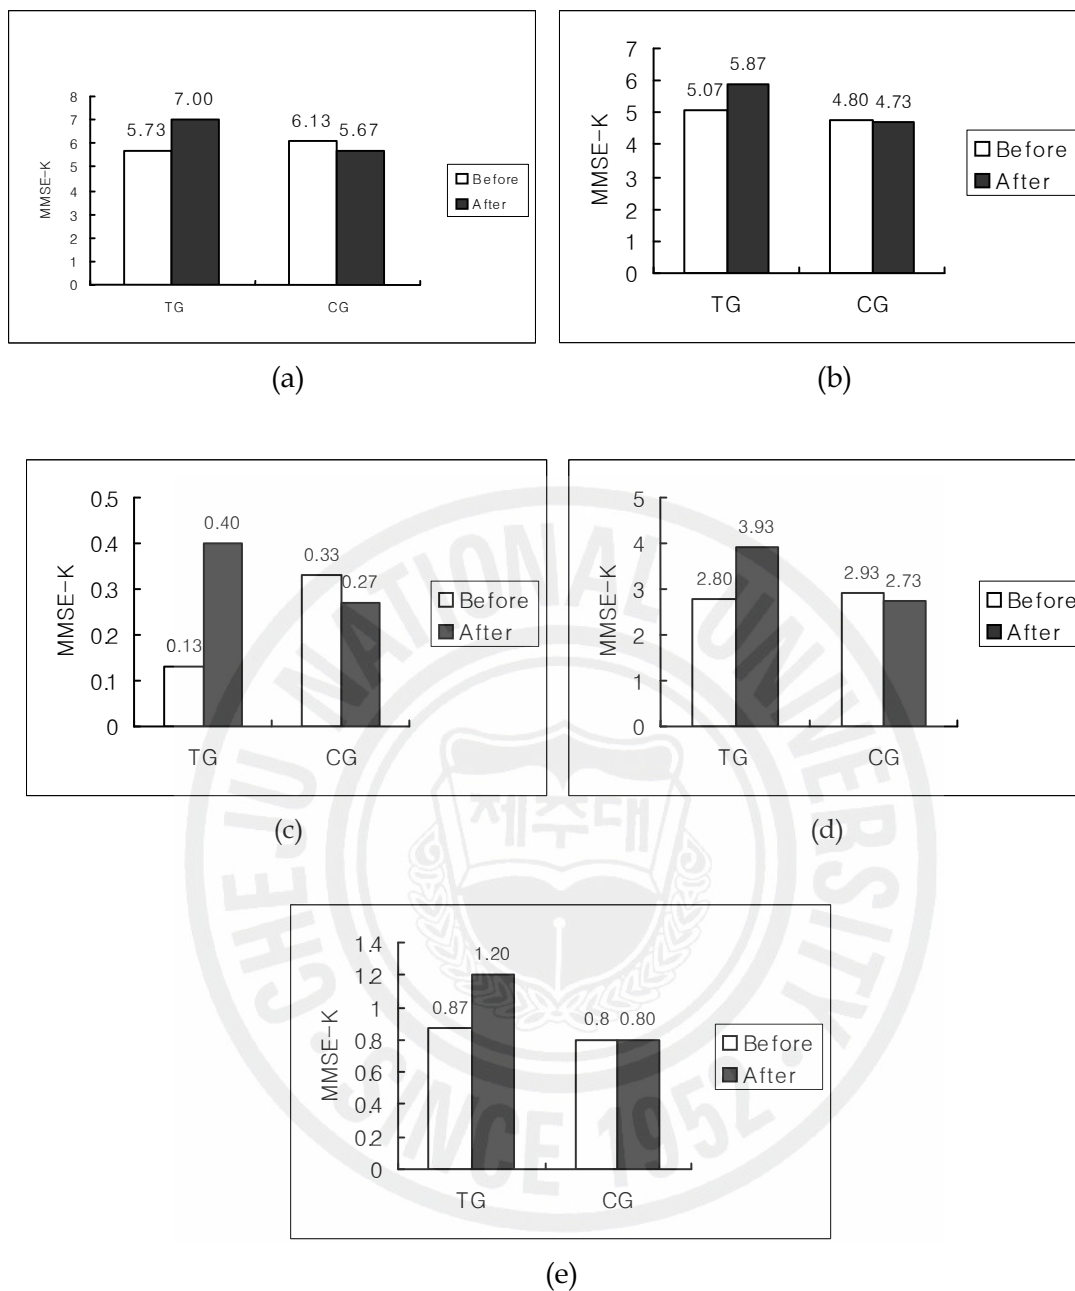 8
7
6
5
4
3
2
1
0
MMSE-K
5.73
7.00
6.13
5.67
TG
CG
Before
After
(a)
7
6
5
4
3
2
1
0
MMSE-K
5.07
5.87
4.80
4.73
TG
CG
Before
After
(b)
0.5
0.4
0.3
0.2
0.1
0
MMSE-K
0.13
0.40
0.33
0.27
TG
CG
Before
After
(c)
5
4
3
2
1
0
MMSE-K
2.80
3.93
2.93
2.73
TG
CG
Before
After
(d)
1.4
1.2
1
0.8
0.6
0.4
0.2
0
MMSE-K
0.87
1.20
0.8
0.80
TG
CG
Before
After
(e)
CHEJU NATIONAL UNIVERSITY
제주대
SINCE 1952